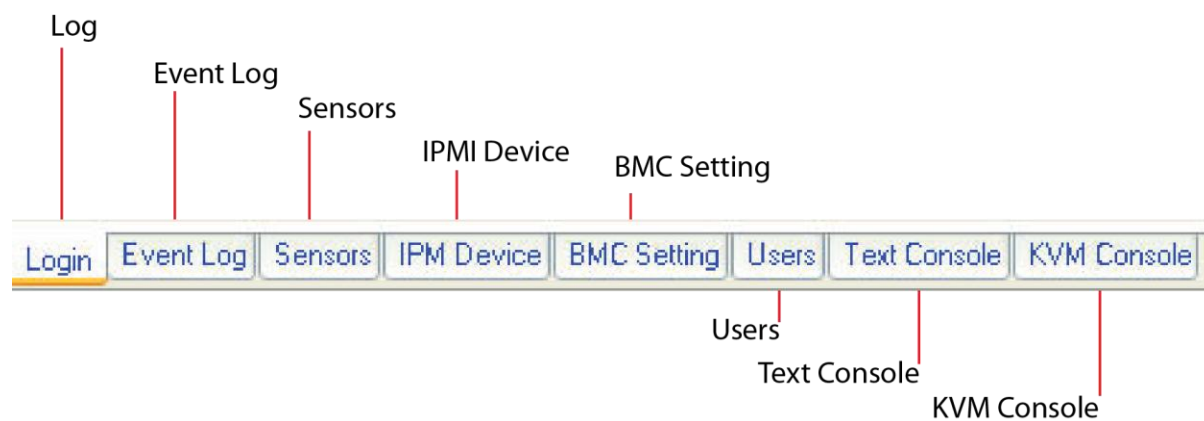 Log
Event Log
Sensors
IPMI Device
BMC Setting
Login Event Log Sensors IPM Device BMC Setting Users Text Console KVM Console
Users
Text Console
KVM Console